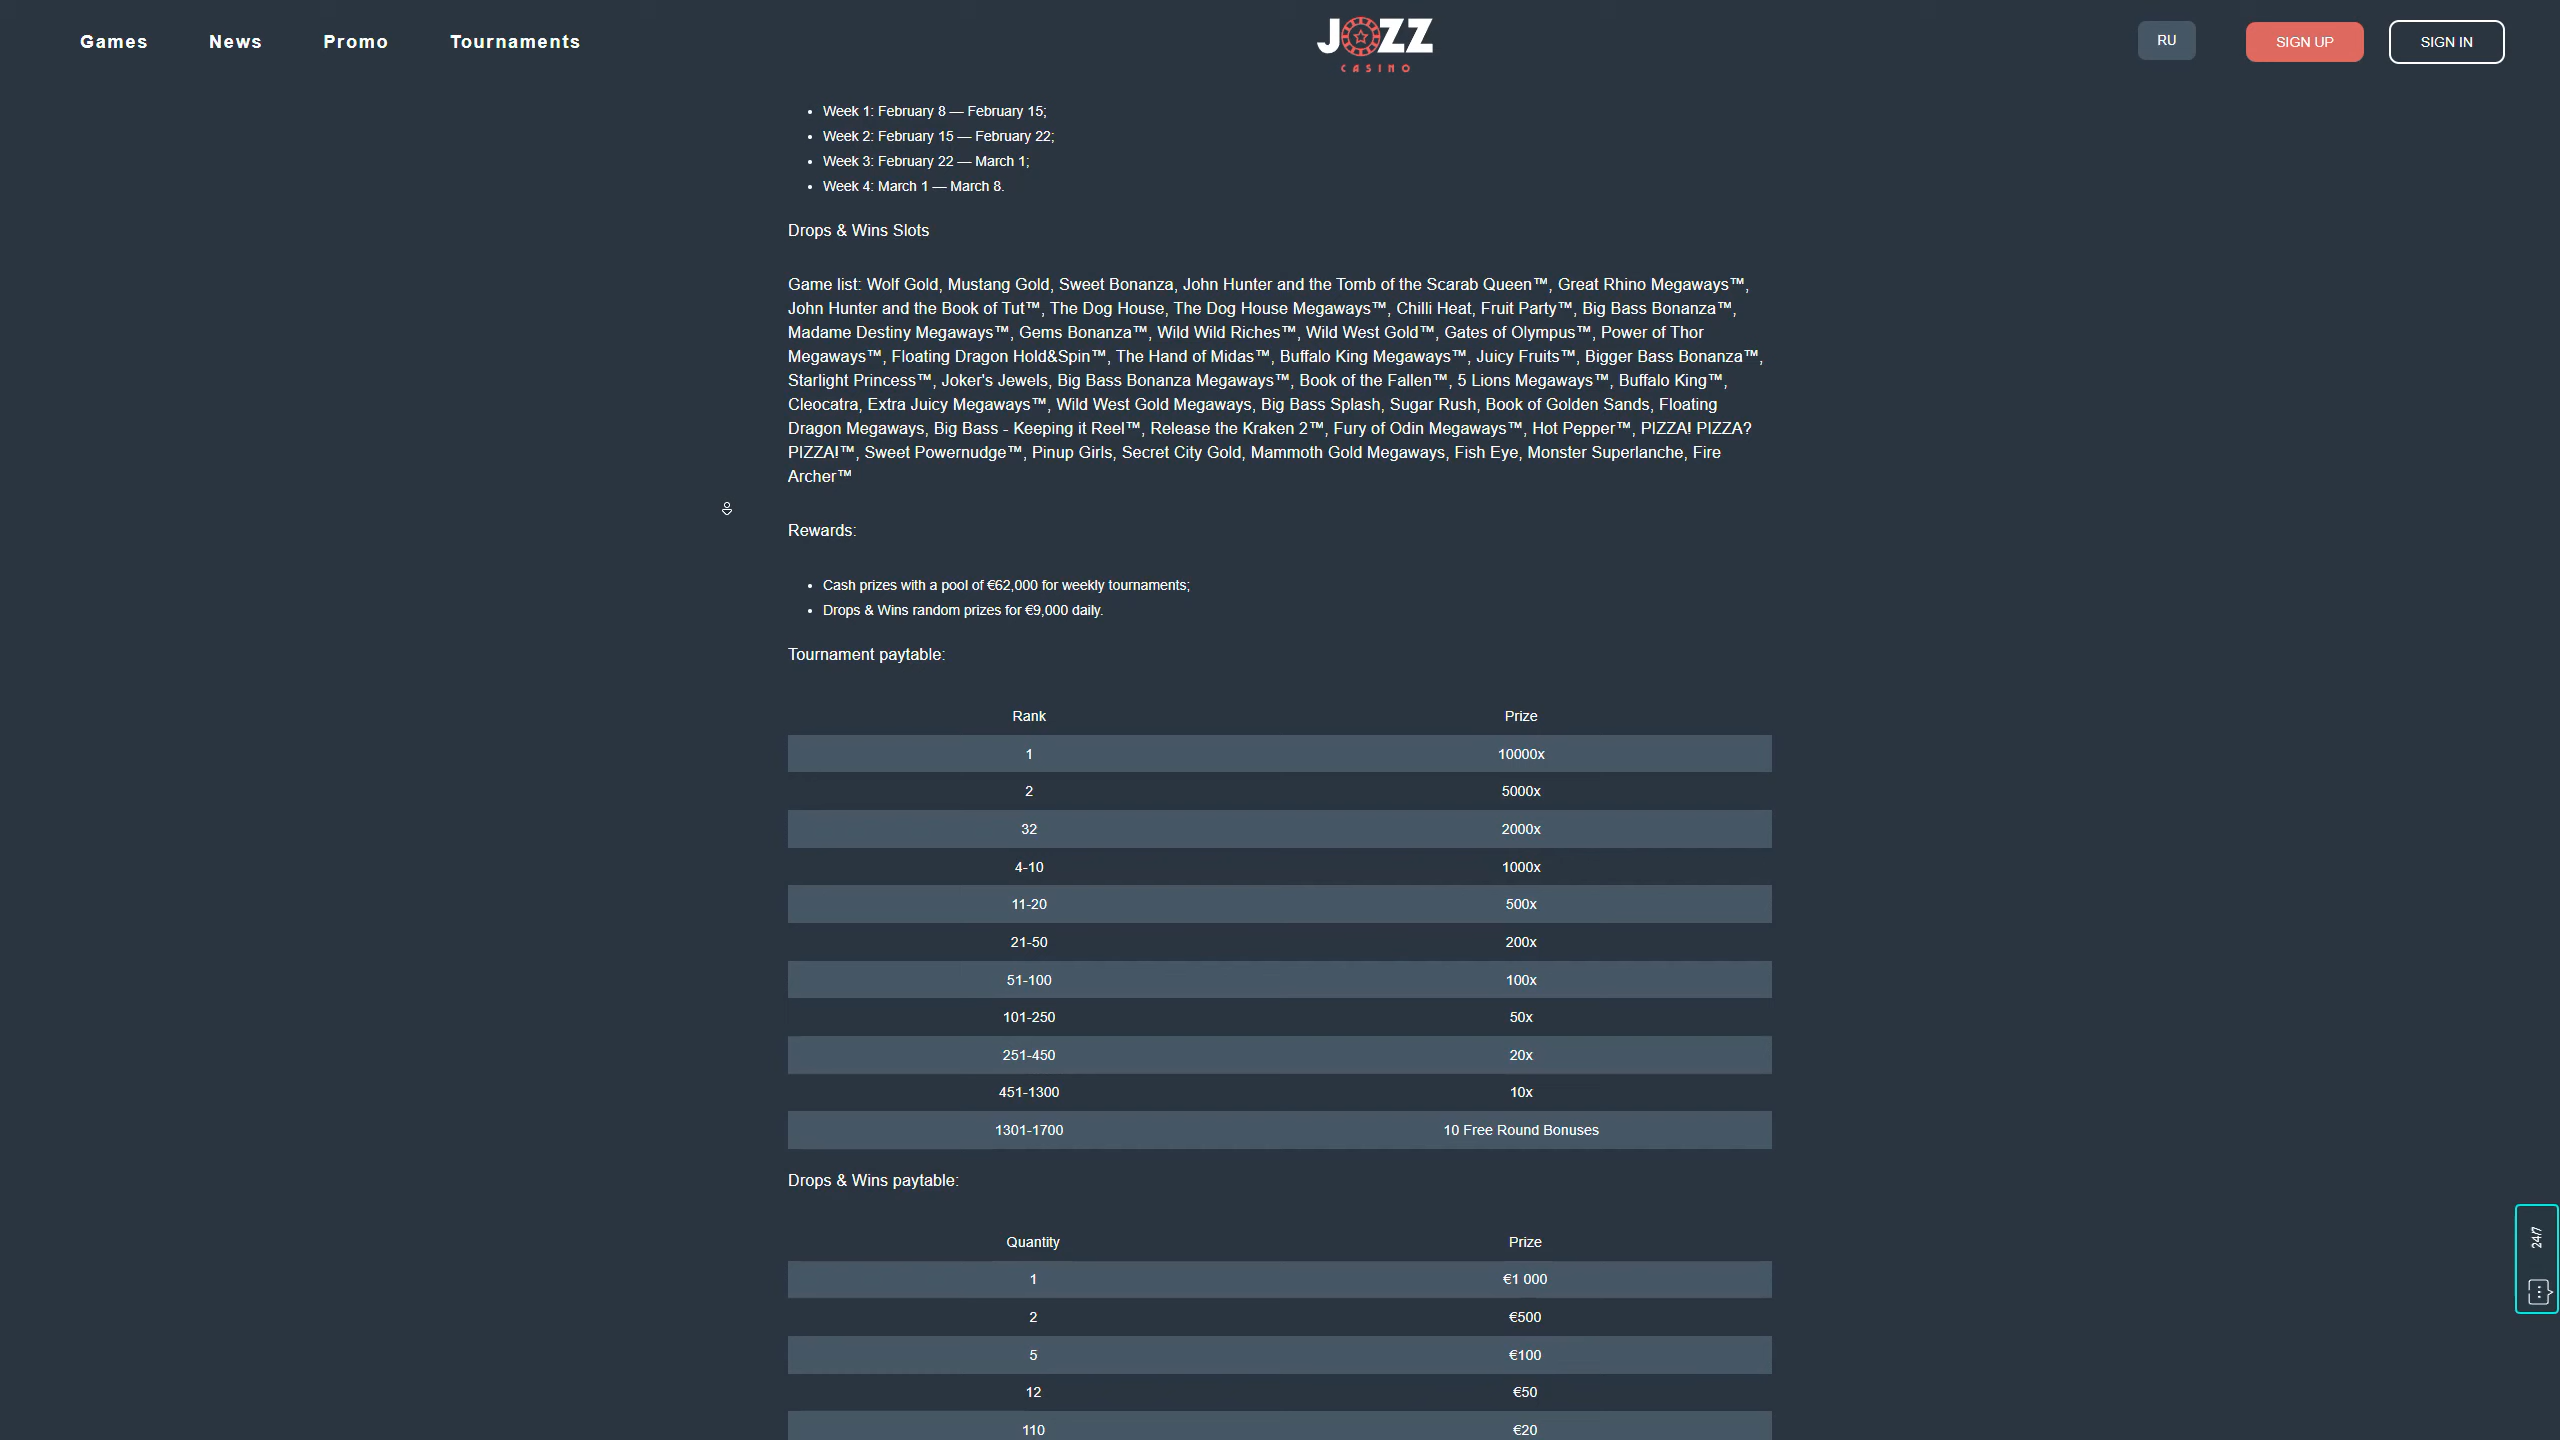 Games News Promo Tournaments JOZZ RU SIGN UP SIGN IN
CASINO
• Week 1: February 8 — February 15;
• Week 2: February 15 — February 22;
• Week 3: February 22 — March 1;
• Week 4: March 1 — March 8.
Drops & Wins Slots
Game list: Wolf Gold, Mustang Gold, Sweet Bonanza, John Hunter and the Tomb of the Scarab Queen™, Great Rhino Megaways™,
John Hunter and the Book of Tut™, The Dog House, The Dog House Megaways™, Chilli Heat, Fruit Party™, Big Bass Bonanza™,
Madame Destiny Megaways™, Gems Bonanza™, Wild Wild Riches™, Wild West Gold™, Gates of Olympus™, Power of Thor
Megaways™, Floating Dragon Hold&Spin™, The Hand of Midas™, Buffalo King Megaways™, Juicy Fruits™, Bigger Bass Bonanza™,
Starlight Princess™, Joker's Jewels, Big Bass Bonanza Megaways™, Book of the Fallen™, 5 Lions Megaways™, Buffalo King™,
Cleocatra, Extra Juicy Megaways™, Wild West Gold Megaways, Big Bass Splash, Sugar Rush, Book of Golden Sands, Floating
Dragon Megaways, Big Bass - Keeping it Reel™, Release the Kraken 2™, Fury of Odin Megaways™, Hot Pepper™, PIZZA! PIZZA?
PIZZA!™, Sweet Powernudge™, Pinup Girls, Secret City Gold, Mammoth Gold Megaways, Fish Eye, Monster Superlanche, Fire
Archer™
Rewards:
• Cash prizes with a pool of €62,000 for weekly tournaments;
• Drops & Wins random prizes for €9,000 daily.
Tournament paytable:
Rank Prize
1 10000x
2 5000x
32 2000x
4-10 1000x
11-20 500x
21-50 200x
51-100 100x
101-250 50x
251-450 20x
451-1300 10x
1301-1700 10 Free Round Bonuses
Drops & Wins paytable:
Quantity Prize
1 €1 000
2 €500
5 €100
12 €50
110 €20
24/7